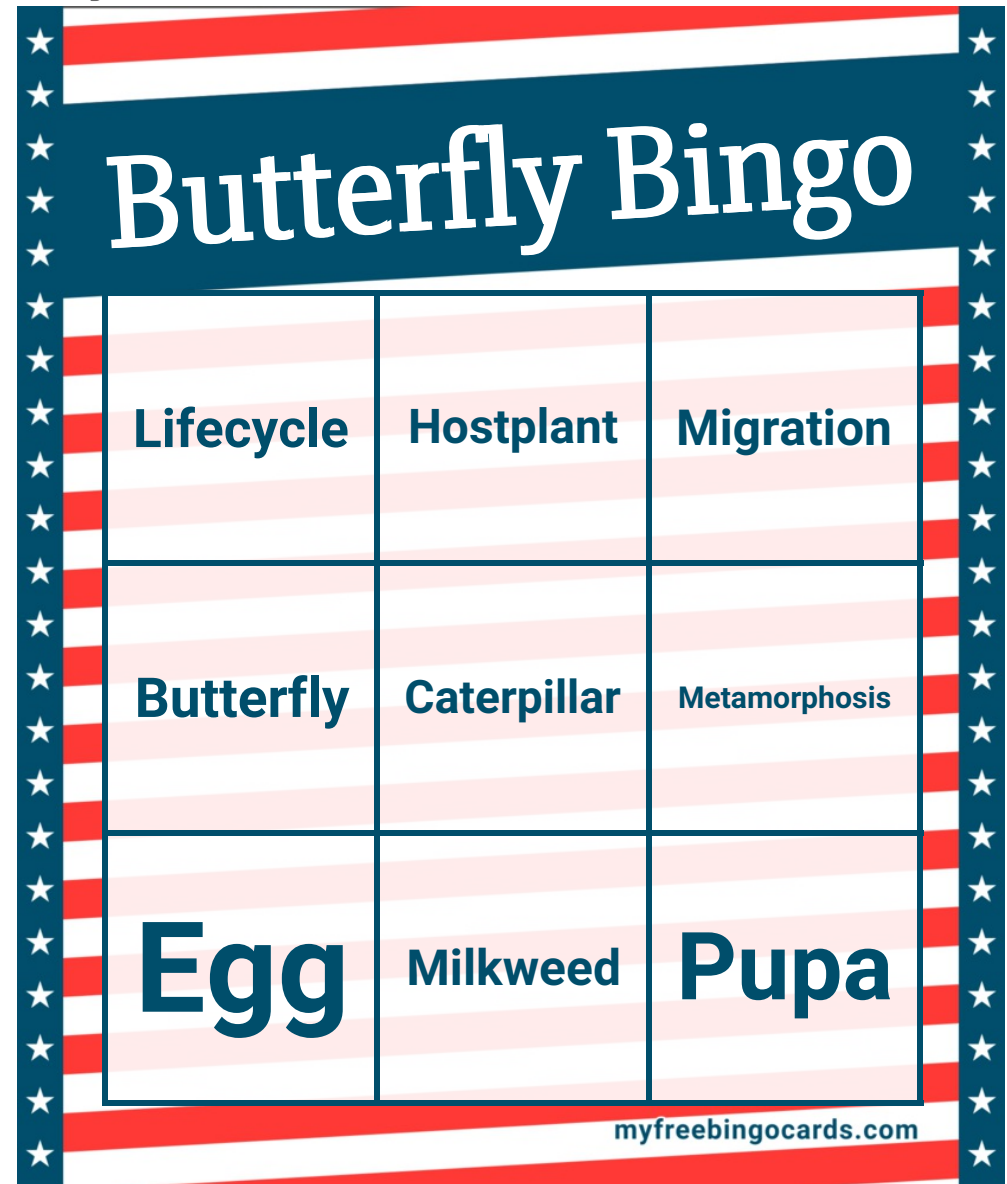 Butterfly Bingo
Lifecycle Hostplant Migration
Butterfly Caterpillar Metamorphosis
Egg Milkweed Pupa
myfreebingocards.com